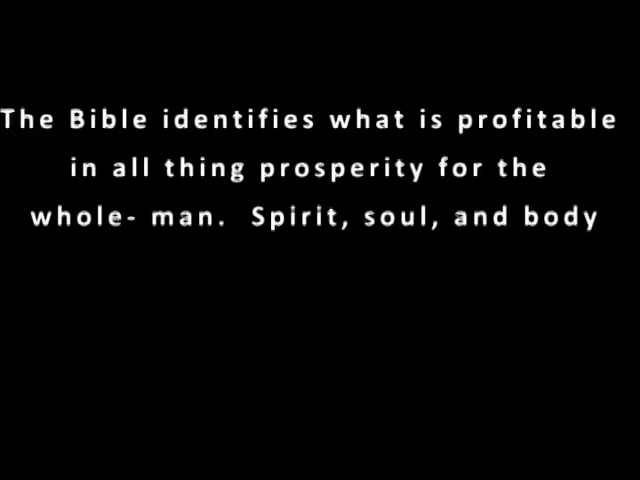 The Bible identifies what is profitable
in all thing prosperity for the
whole- man.  Spirit, soul, and body